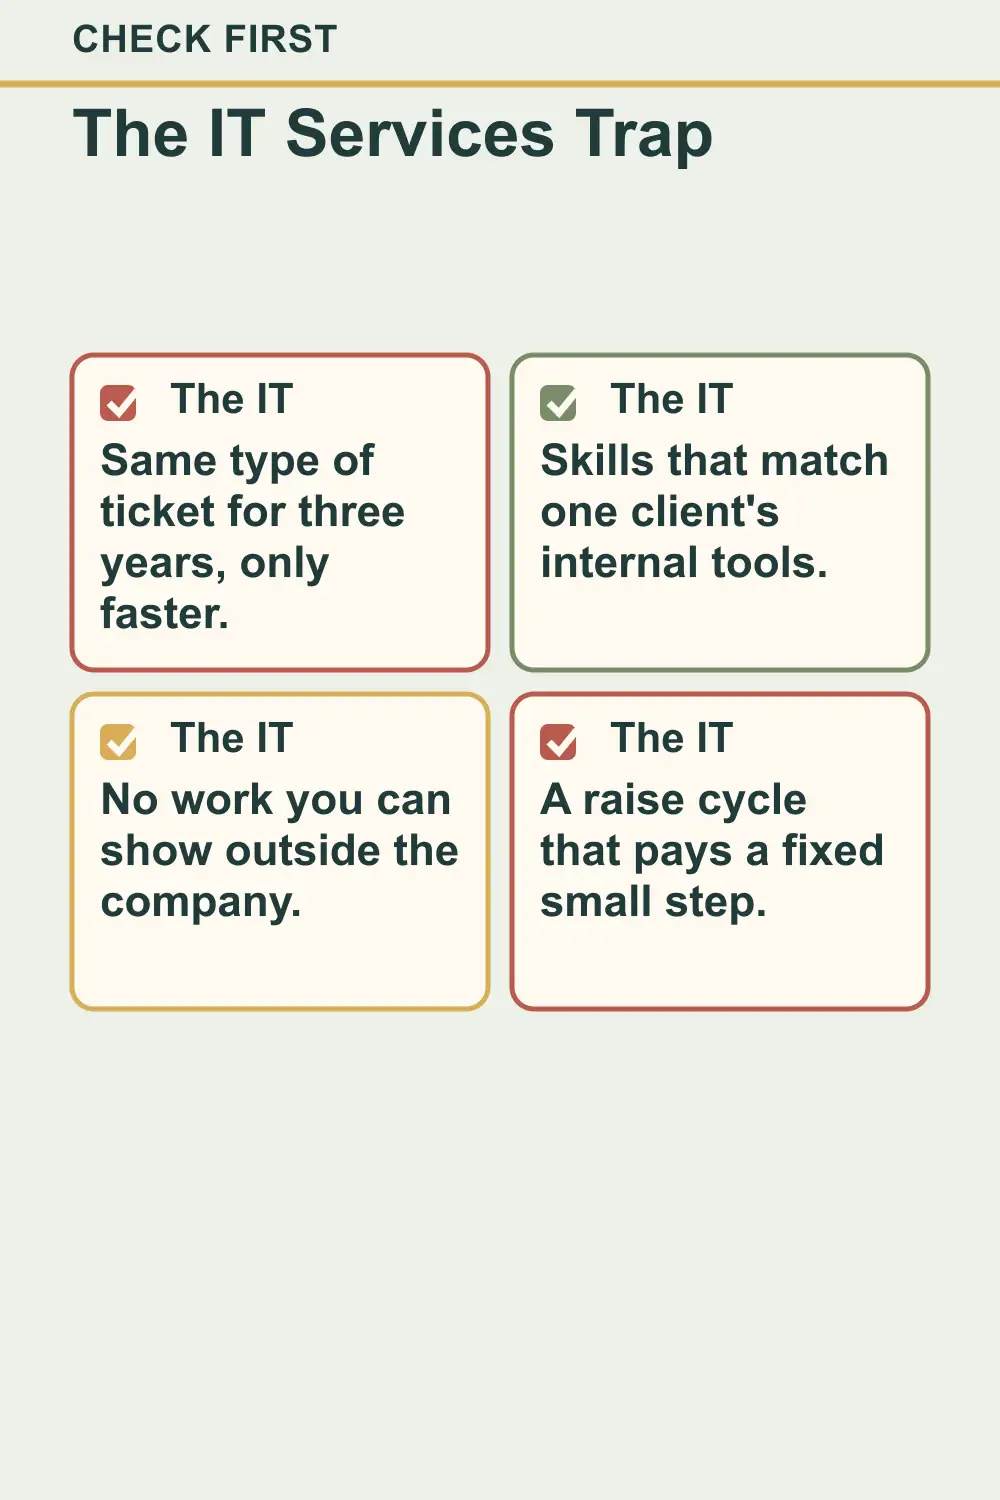 CHECK FIRST
The IT Services Trap
The IT
Same type of
ticket for three
years, only
faster.
The IT
Skills that match
one client's
internal tools.
The IT
No work you can
show outside the
company.
The IT
A raise cycle
that pays a fixed
small step.